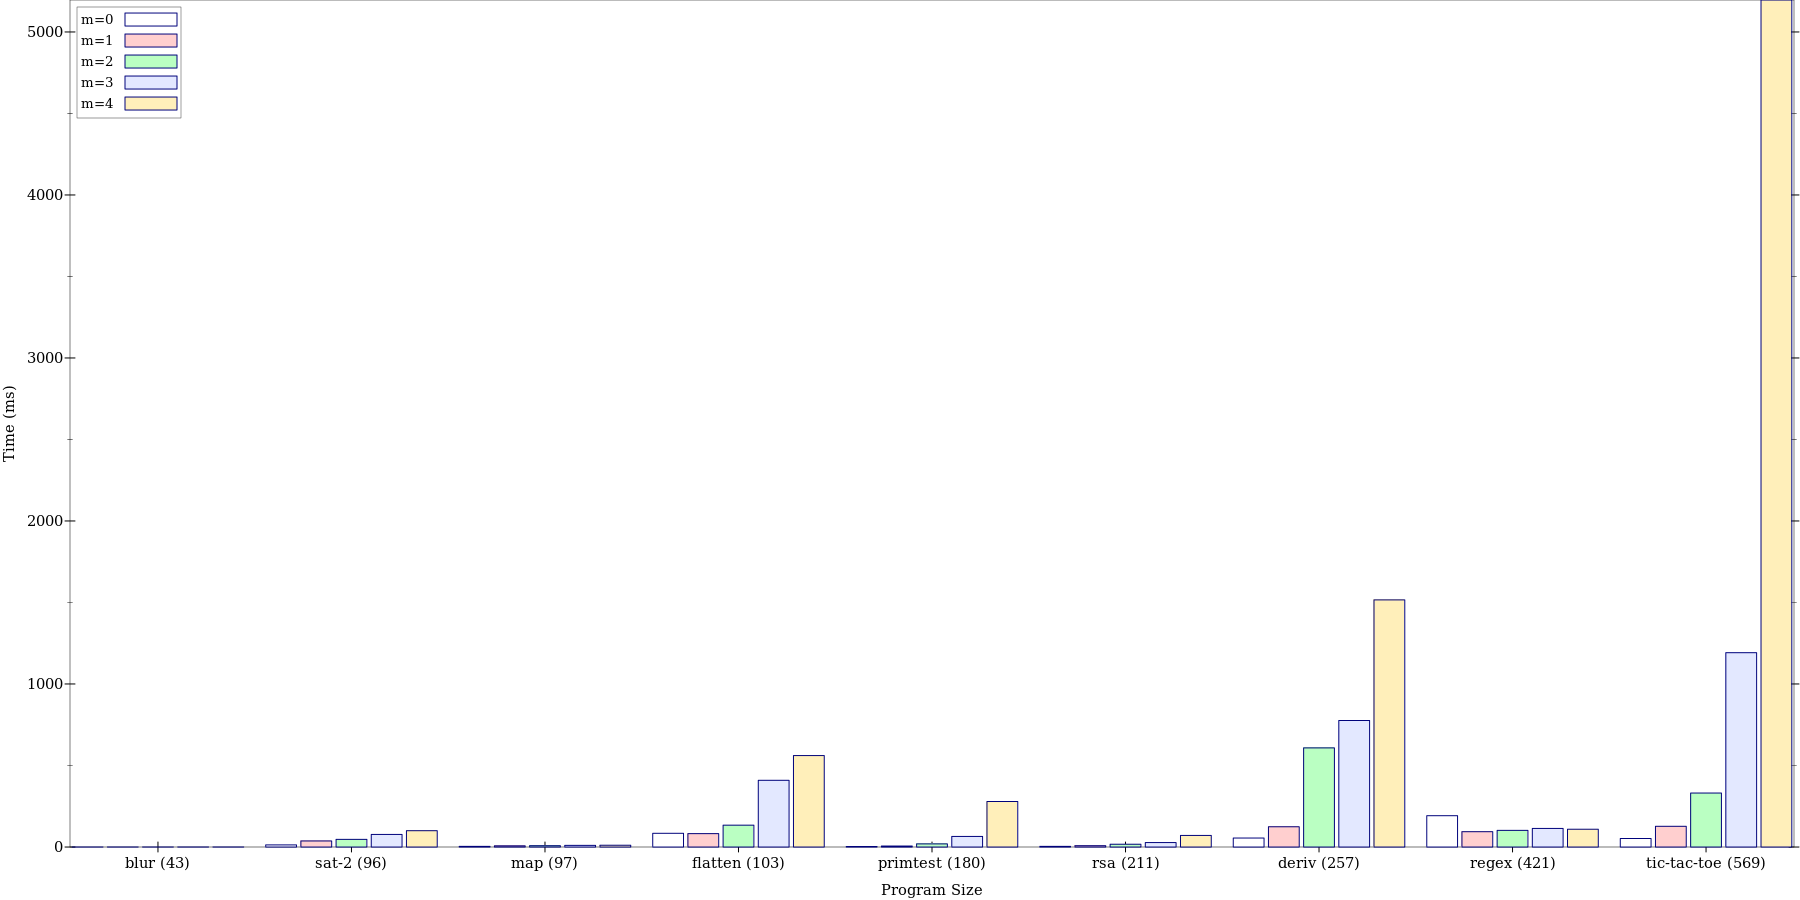 m=0
m=1
m=2
m=3
m=4
5000
4000
3000
2000
1000
0
Time (ms)
blur (43) sat-2 (96) map (97) flatten (103) primtest (180) rsa (211) deriv (257) regex (421) tic-tac-toe (569)
Program Size